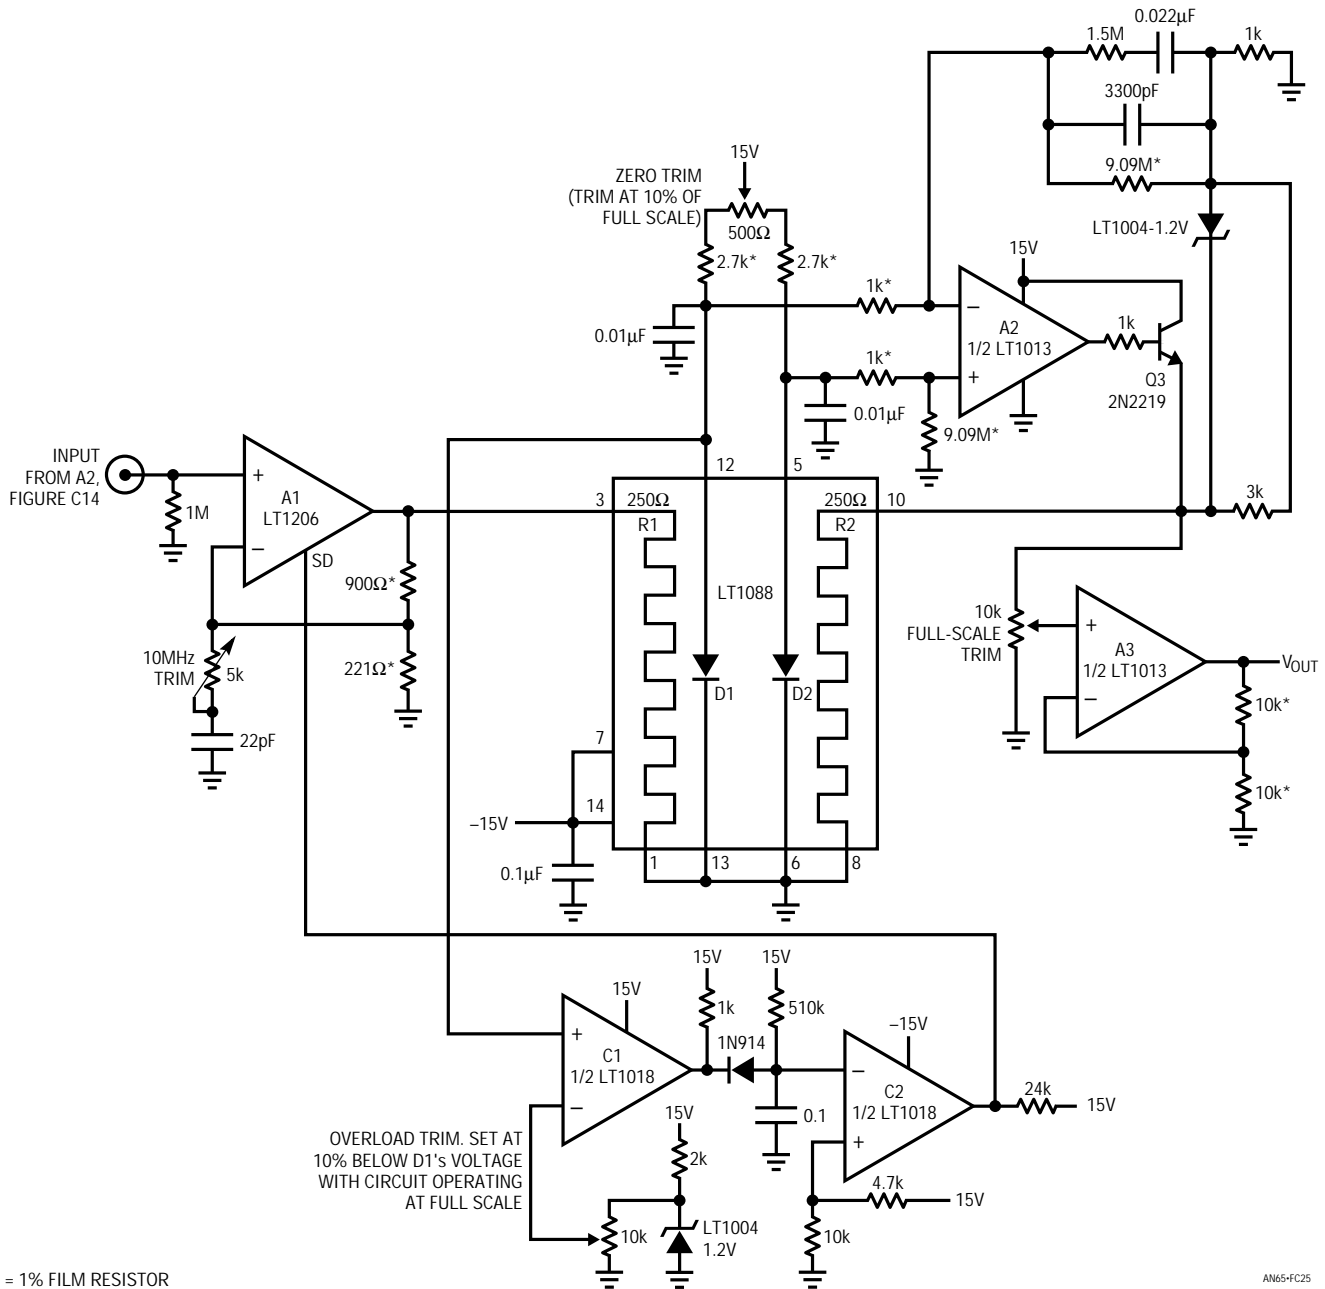 0.022µF
1.5M
1k
3300pF
9.09M*
LT1004-1.2V
15V
ZERO TRIM
(TRIM AT 10% OF
FULL SCALE)
500Ω
2.7k*
2.7k*
15V
1k*
0.01µF
–
A2
1/2 LT1013
+
1k
Q3
2N2219
1k*
0.01µF
9.09M*
INPUT
FROM A2,
FIGURE C14
1M
+
A1
LT1206
–
SD
900Ω*
221Ω*
10MHz
TRIM
5k
22pF
12
5
3
250Ω
R1
250Ω
R2
10
LT1088
D1
D2
7
14
–15V
0.1µF
1
13
6
8
3k
10k
FULL-SCALE
TRIM
+
A3
1/2 LT1013
–
VOUT
10k*
10k*
15V
+
C1
1/2 LT1018
–
15V
1k
1N914
15V
510k
0.1
–15V
–
C2
1/2 LT1018
+
24k
15V
4.7k
15V
10k
OVERLOAD TRIM. SET AT
10% BELOW D1's VOLTAGE
WITH CIRCUIT OPERATING
AT FULL SCALE
15V
2k
10k
LT1004
1.2V
= 1% FILM RESISTOR
AN65•FC25